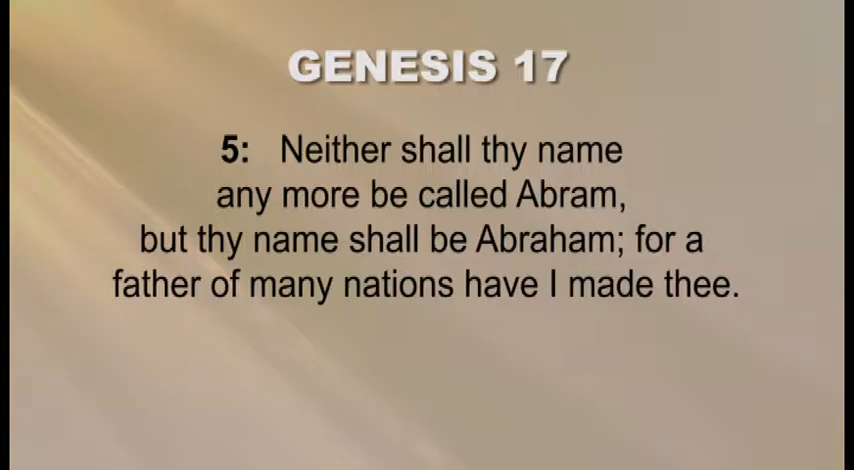 GENESIS 17
5: Neither shall thy name
any more be called Abram,
but thy name shall be Abraham; for a
father of many nations have I made thee.